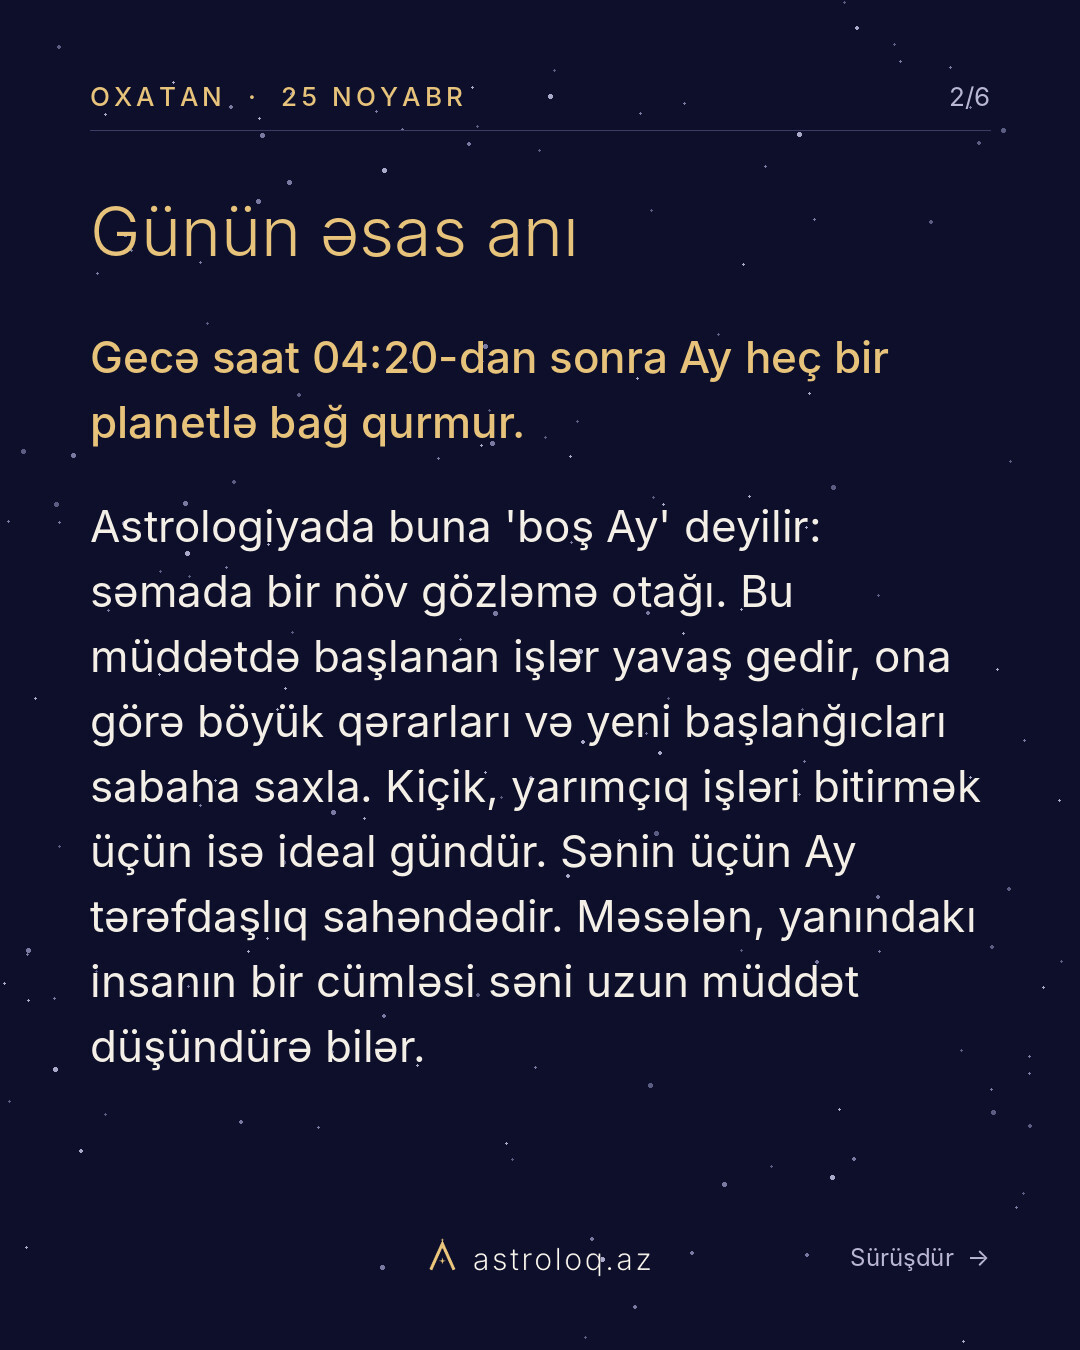 OXATAN · 25 NOYABR
2/6
Günün əsas anı
Gecə saat 04:20-dan sonra Ay heç bir
planetlə bağ qurmur.
Astrologiyada buna 'boş Ay' deyilir:
səmada bir növ gözləmə otağı. Bu
müddətdə başlanan işlər yavaş gedir, ona
görə böyük qərarları və yeni başlanğıcları
sabaha saxla. Kiçik, yarımçıq işləri bitirmək
üçün isə ideal gündür. Sənin üçün Ay
tərəfdaşlıq sahəndədir. Məsələn, yanındakı
insanın bir cümləsi səni uzun müddət
düşündürə bilər.
astroloq.az
Sürüşdür →